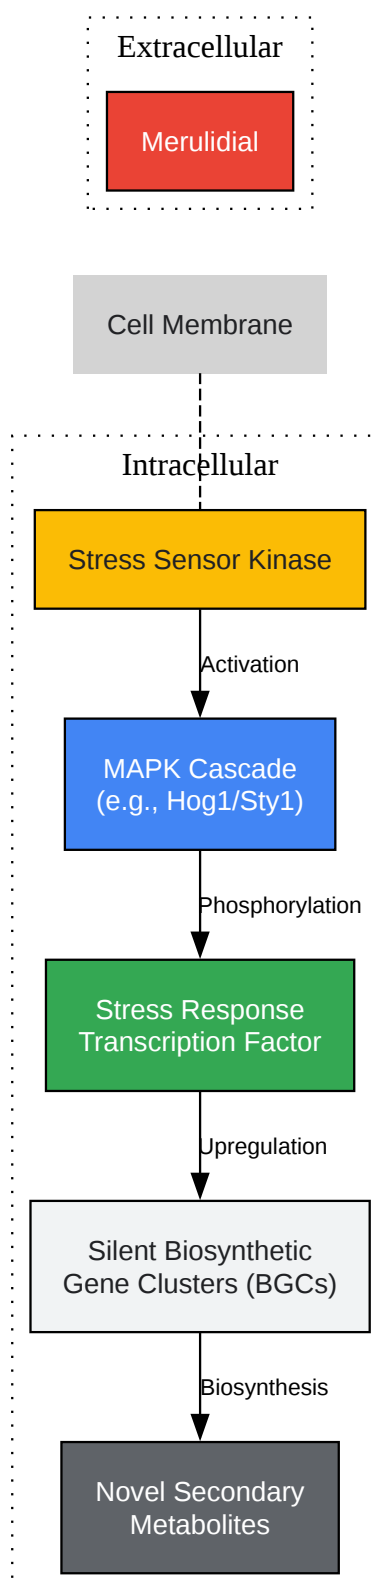 Extracellular
Merulidial
Cell Membrane
Intracellular
Stress Sensor Kinase
Activation
MAPK Cascade
(e.g., Hog1/Sty1)
Phosphorylation
Stress Response
Transcription Factor
Upregulation
Silent Biosynthetic
Gene Clusters (BGCs)
Biosynthesis
Novel Secondary
Metabolites